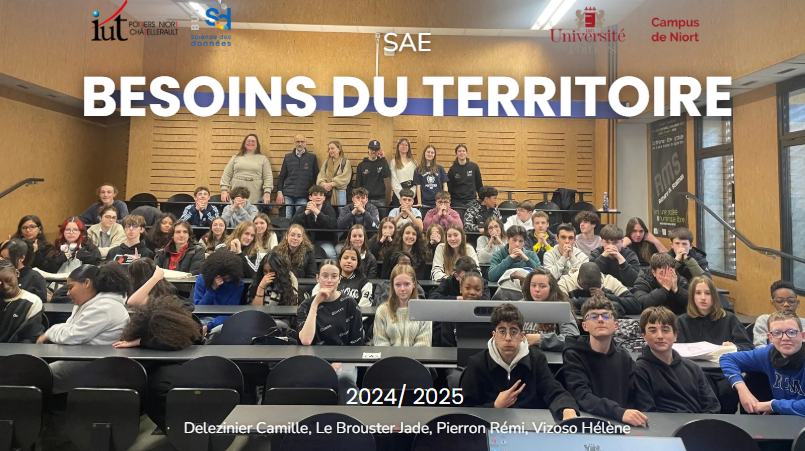 iut
POITIERS, NIORT
CHÂTELLERAULT
BUT
SD
Science des
données
SAE
Université
Campus
de Niort
BESOINS DU TERRITOIRE
2024/ 2025
Delezinier Camille, Le Brouster Jade, Pierron Rémi, Vizoso Hélène